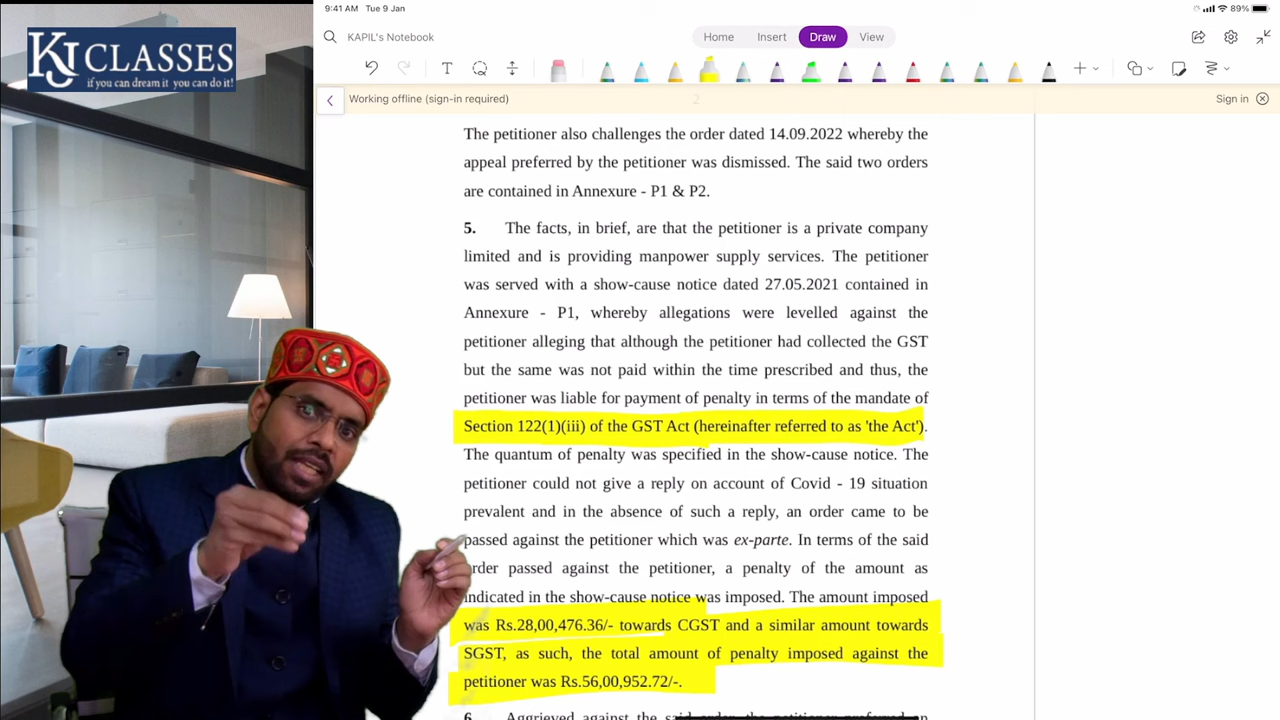 KJ CLASSES
if you can dream it you can do it!
9:41 AM Tue 9 Jan
89%
KAPIL's Notebook
Home Insert Draw View
T
Working offline (sign-in required)
2
Sign in
The petitioner also challenges the order dated 14.09.2022 whereby the
appeal preferred by the petitioner was dismissed. The said two orders
are contained in Annexure - P1 & P2.
5. The facts, in brief, are that the petitioner is a private company
limited and is providing manpower supply services. The petitioner
was served with a show-cause notice dated 27.05.2021 contained in
Annexure - P1, whereby allegations were levelled against the
petitioner alleging that although the petitioner had collected the GST
but the same was not paid within the time prescribed and thus, the
petitioner was liable for payment of penalty in terms of the mandate of
Section 122(1)(iii) of the GST Act (hereinafter referred to as 'the Act').
The quantum of penalty was specified in the show-cause notice. The
petitioner could not give a reply on account of Covid - 19 situation
prevalent and in the absence of such a reply, an order came to be
passed against the petitioner which was ex-parte. In terms of the said
order passed against the petitioner, a penalty of the amount as
indicated in the show-cause notice was imposed. The amount imposed
was Rs.28,00,476.36/- towards CGST and a similar amount towards
SGST, as such, the total amount of penalty imposed against the
petitioner was Rs.56,00,952.72/-.
6. Aggrieved against the said order, the petitioner preferred an